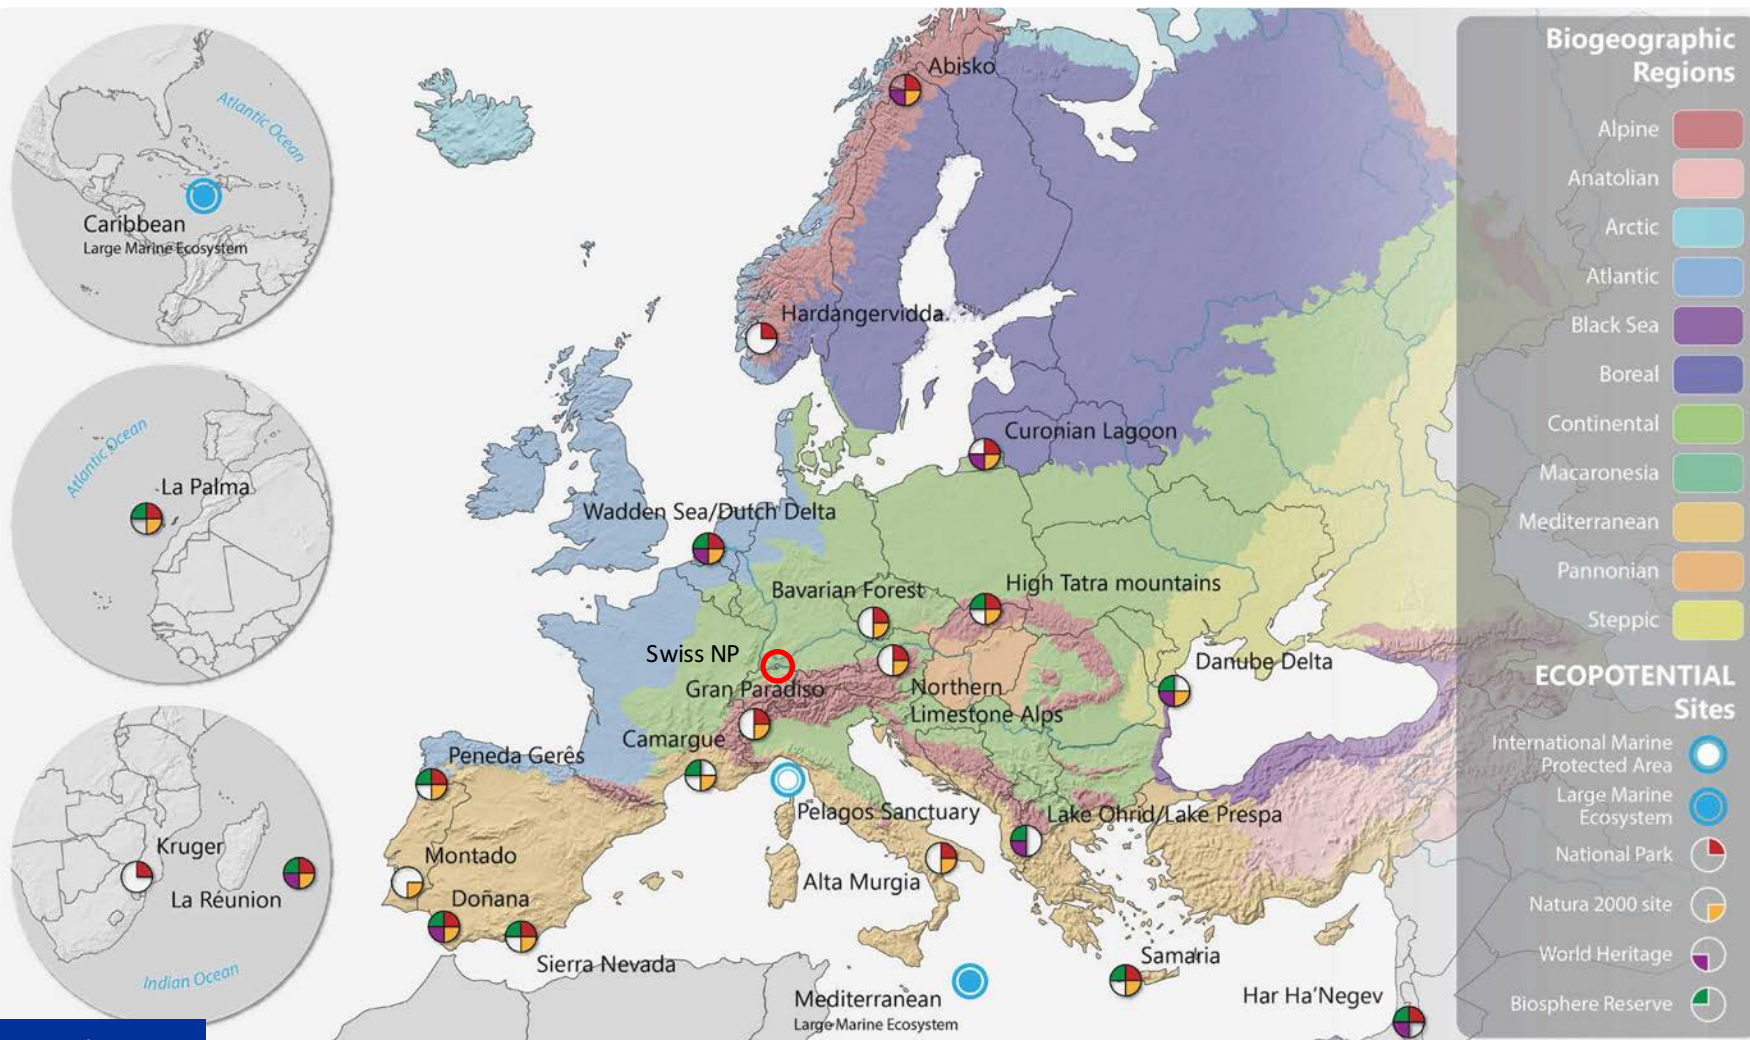 Atlantic Ocean
Caribbean
Large Marine Ecosystem
Atlantic Ocean
La Palma
Kruger
La Réunion
Indian Ocean
Abisko
Hardangervidda
Curonian Lagoon
Wadden Sea/Dutch Delta
Bavarian Forest
High Tatra mountains
Swiss NP
Gran Paradiso
Northern
Limestone Alps
Danube Delta
Camargue
Peneda Gerês
Pelagos Sanctuary
Lake Ohrid/Lake Prespa
Montado
Alta Murgia
Doñana
Sierra Nevada
Samaria
Mediterranean
Large Marine Ecosystem
Har Ha'Negev
Biogeographic
Regions
Alpine
Anatolian
Arctic
Atlantic
Black Sea
Boreal
Continental
Macaronesia
Mediterranean
Pannonian
Steppic
ECOPOTENTIAL
Sites
International Marine
Protected Area
Large Marine
Ecosystem
National Park
Natura 2000 site
World Heritage
Biosphere Reserve